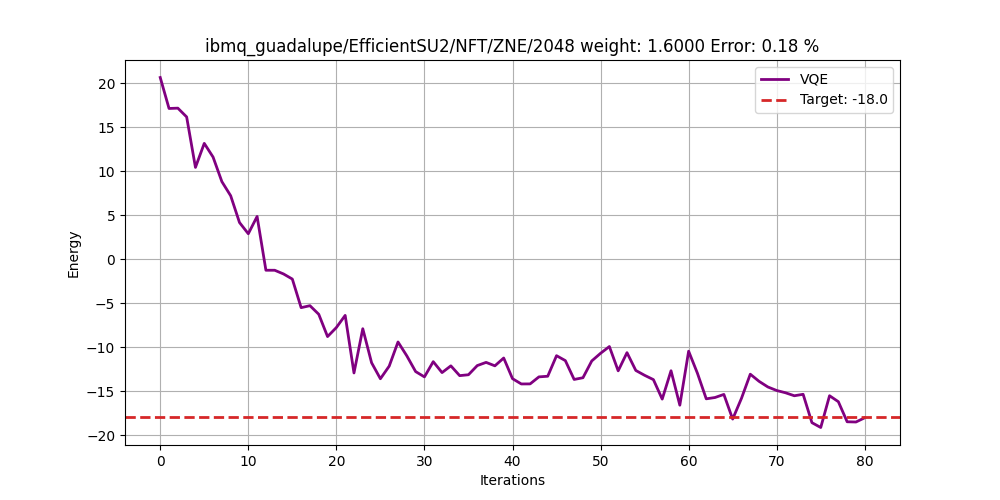 ibmq_guadalupe/EfficientSU2/NFT/ZNE/2048 weight: 1.6000 Error: 0.18 %
VQE
Target: -18.0
20
15
10
5
0
−5
−10
−15
−20
Energy
0 10 20 30 40 50 60 70 80
Iterations